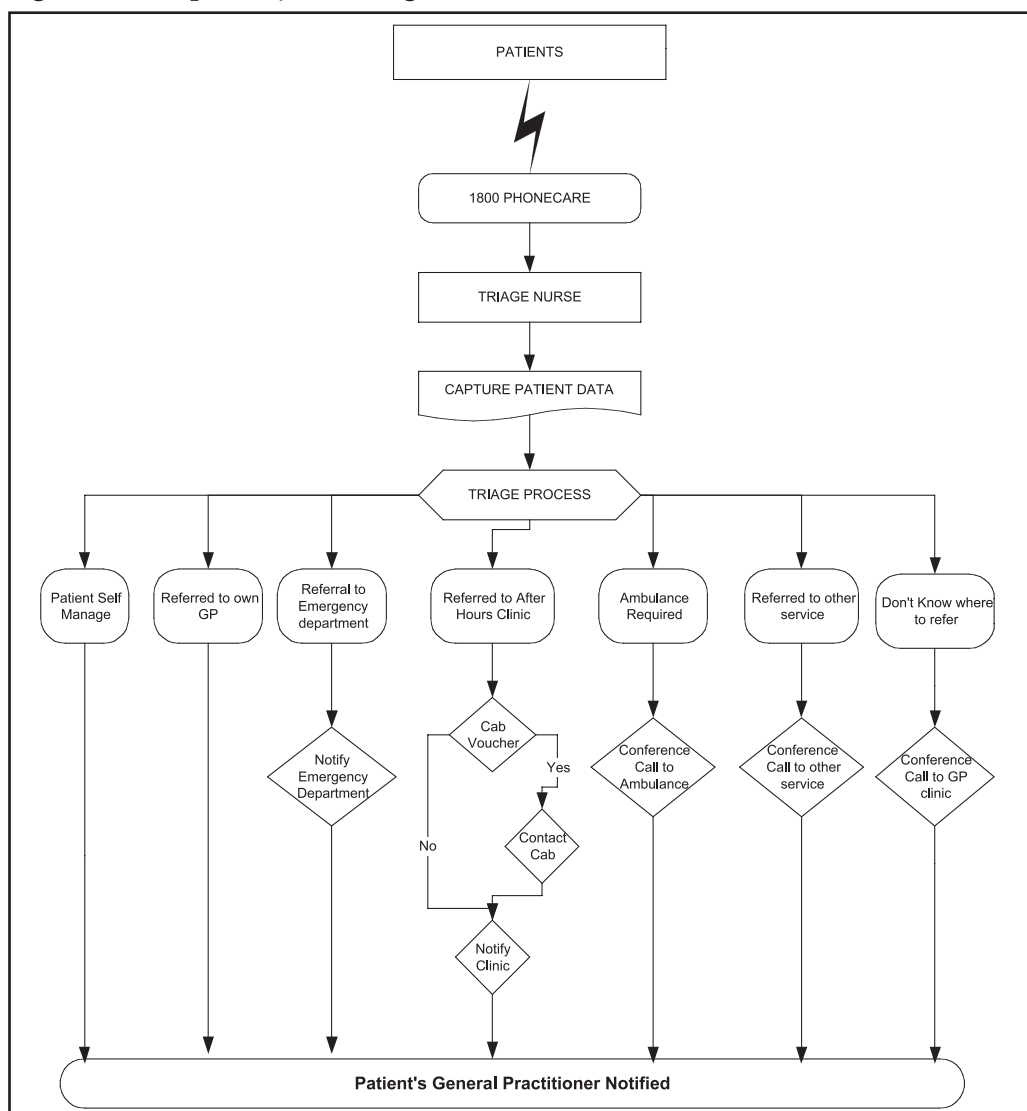 PATIENTS
1800 PHONECARE
TRIAGE NURSE
CAPTURE PATIENT DATA
TRIAGE PROCESS
Patient Self
Manage
Referred to own
GP
Referral to
Emergency
department
Referred to After
Hours Clinic
Ambulance
Required
Referred to other
service
Don't Know where
to refer
Notify
Emergency
Department
Cab
Voucher
Yes
No
Contact
Cab
Notify
Clinic
Conference
Call to
Ambulance
Conference
Call to other
service
Conference
Call to GP
clinic
Patient's General Practitioner Notified